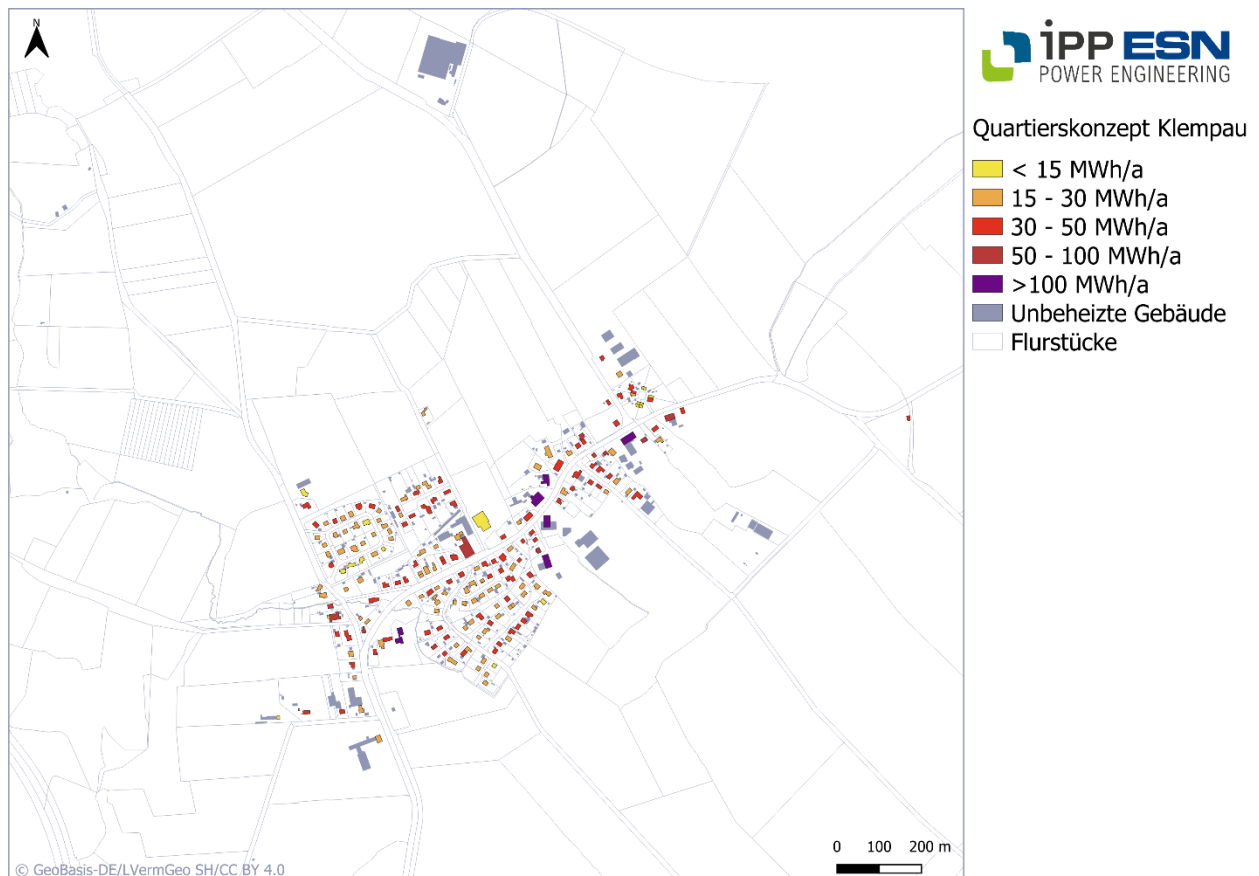 N
iPP ESN
POWER ENGINEERING
Quartierskonzept Klempau
< 15 MWh/a
15 - 30 MWh/a
30 - 50 MWh/a
50 - 100 MWh/a
>100 MWh/a
Unbeheizte Gebäude
Flurstücke
0 100 200 m
© GeoBasis-DE/LVermGeo SH/CC BY 4.0